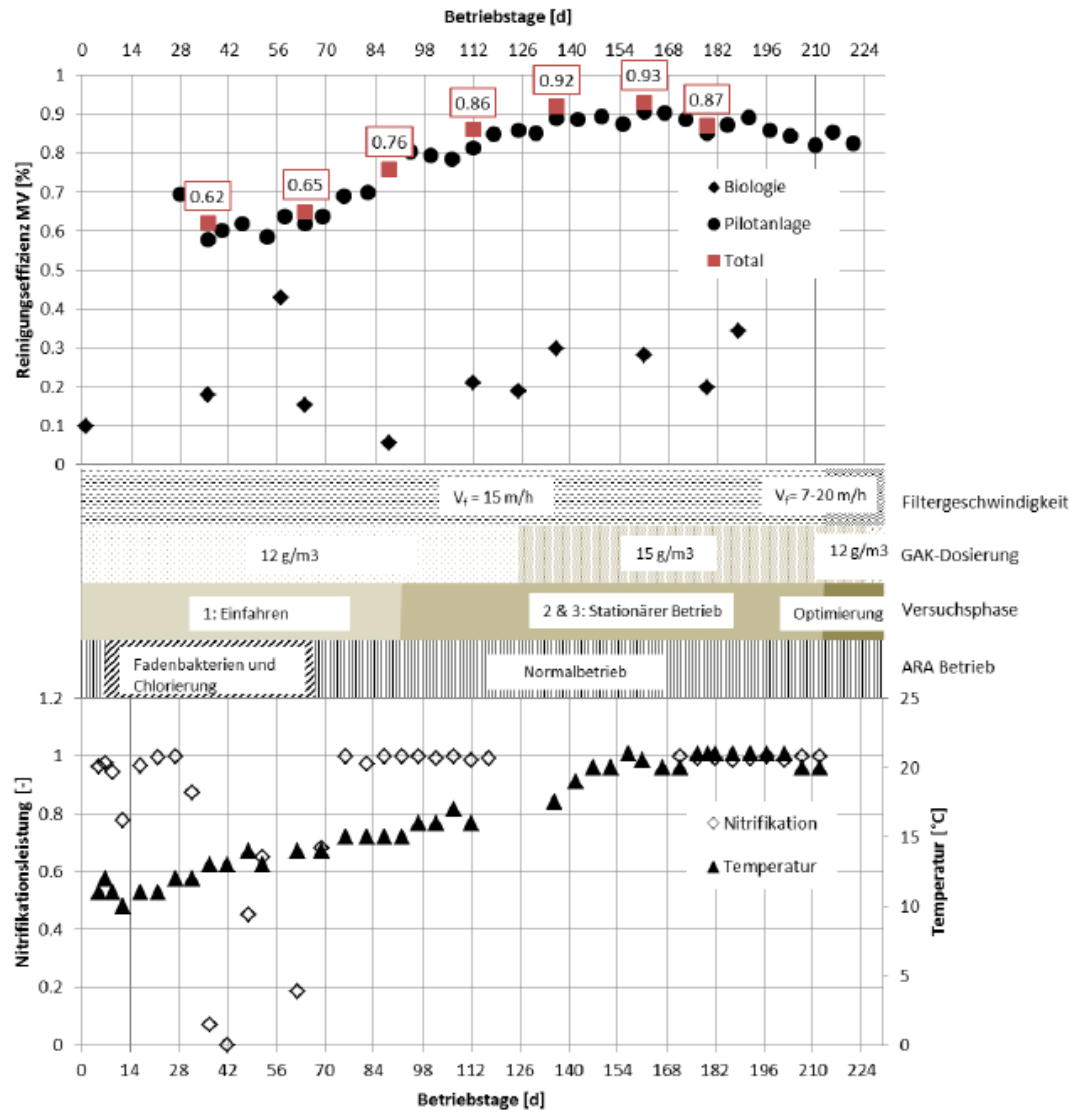 Betriebstage [d]
0 14 28 42 56 70 84 98 112 126 140 154 168 182 196 210 224
Reinigungseffizienz MV [%]
1
0.9
0.8
0.7
0.6
0.5
0.4
0.3
0.2
0.1
0
0.62
0.65
0.76
0.86
0.92
0.93
0.87
Biologie
Pilotanlage
Total
V_f = 15 m/h
V_f= 7-20 m/h
Filtergeschwindigkeit
12 g/m3
15 g/m3
12 g/m3
GAK-Dosierung
1: Einfahren
2 & 3: Stationärer Betrieb
Optimierung
Versuchsphase
Fadenbakterien und
Chlorierung
Normalbetrieb
ARA Betrieb
Nitrifikationsleistung [-]
1.2
1
0.8
0.6
0.4
0.2
0
Nitrifikation
Temperatur
25
20
15
10
5
0
Temperatur [°C]
0 14 28 42 56 70 84 98 112 126 140 154 168 182 196 210 224
Betriebstage [d]